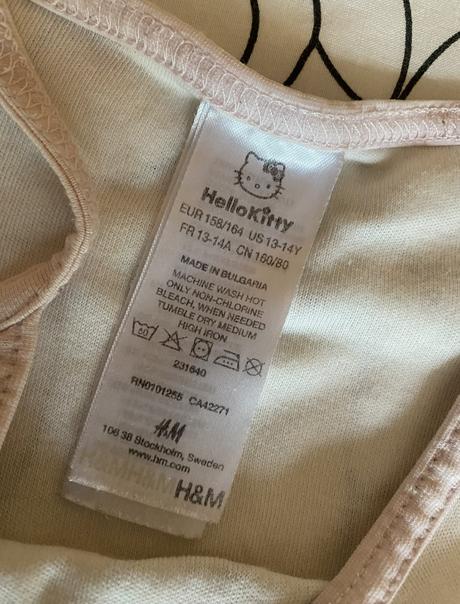 HelloKitty
EUR 158/164 US 13-14Y
FR 13-14A CN 160/80
MADE IN BULGARIA
MACHINE WASH HOT
ONLY NON-CHLORINE
BLEACH, WHEN NEEDED
TUMBLE DRY MEDIUM
HIGH IRON
60
231640
RN0101255 CA42271
H&M
106 38 Stockholm, Sweden
www.hm.com
H&M